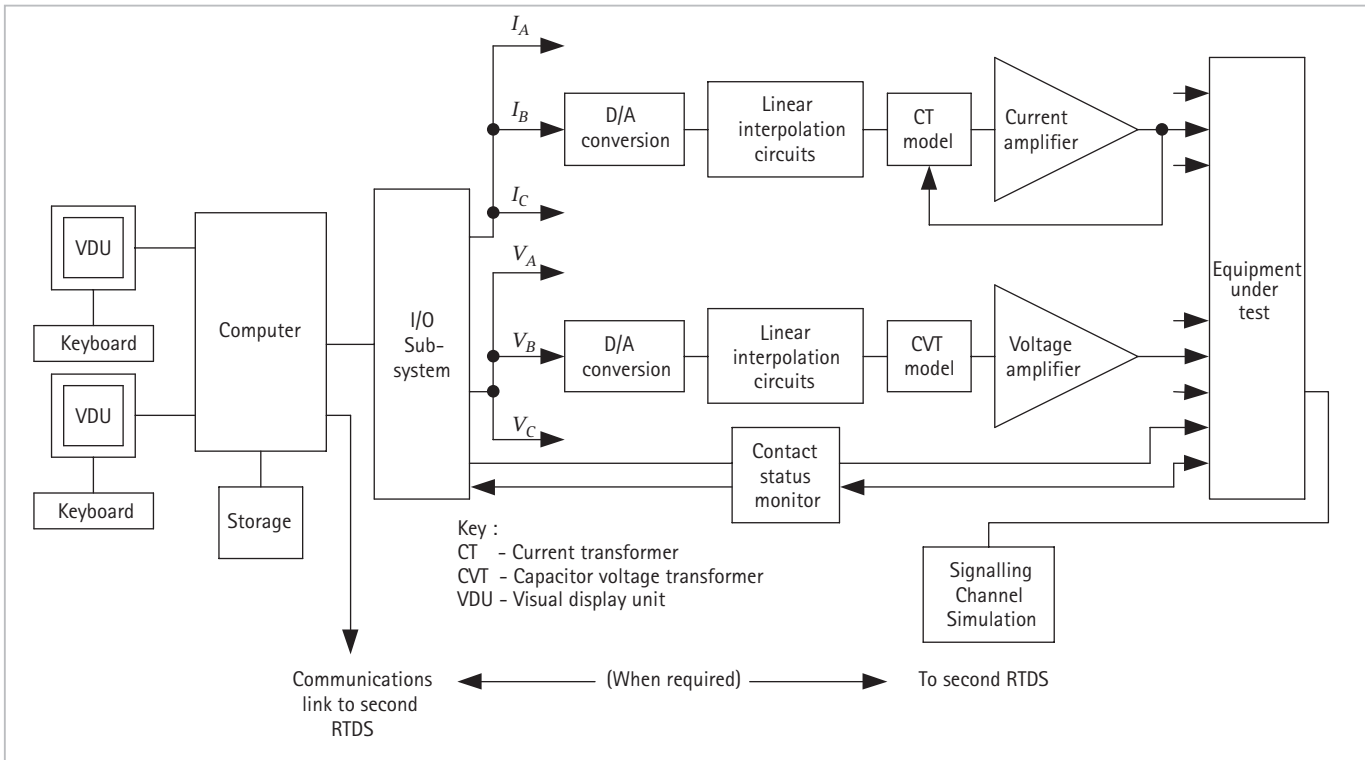 I_A
I_B
D/A
conversion
Linear
interpolation
circuits
CT
model
Current
amplifier
I_C
VDU
Keyboard
VDU
Keyboard
Computer
Storage
I/O
Sub-
system
V_A
V_B
D/A
conversion
Linear
interpolation
circuits
CVT
model
Voltage
amplifier
V_C
Equipment
under
test
Contact
status
monitor
Key :
CT - Current transformer
CVT - Capacitor voltage transformer
VDU - Visual display unit
Signalling
Channel
Simulation
Communications
link to second
RTDS
(When required)
To second RTDS